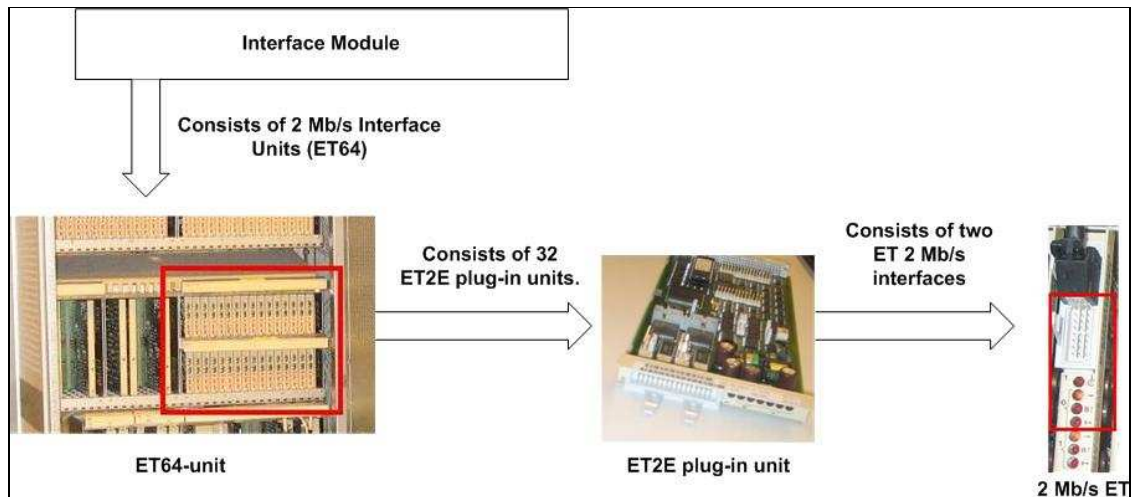 Interface Module
Consists of 2 Mb/s Interface
Units (ET64)
Consists of 32
ET2E plug-in units.
Consists of two
ET 2 Mb/s
interfaces
ET64-unit
ET2E plug-in unit
2 Mb/s ET